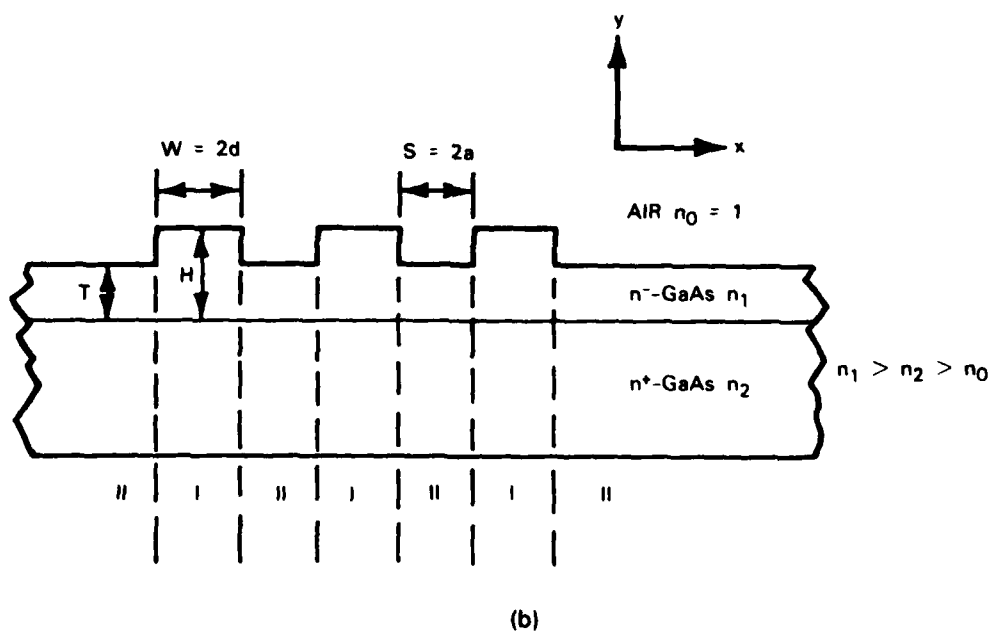 y
x
W = 2d
S = 2a
AIR n₀ = 1
H
T
n⁻-GaAs n₁
n₁ > n₂ > n₀
n⁺-GaAs n₂
II I II I II I II
(b)